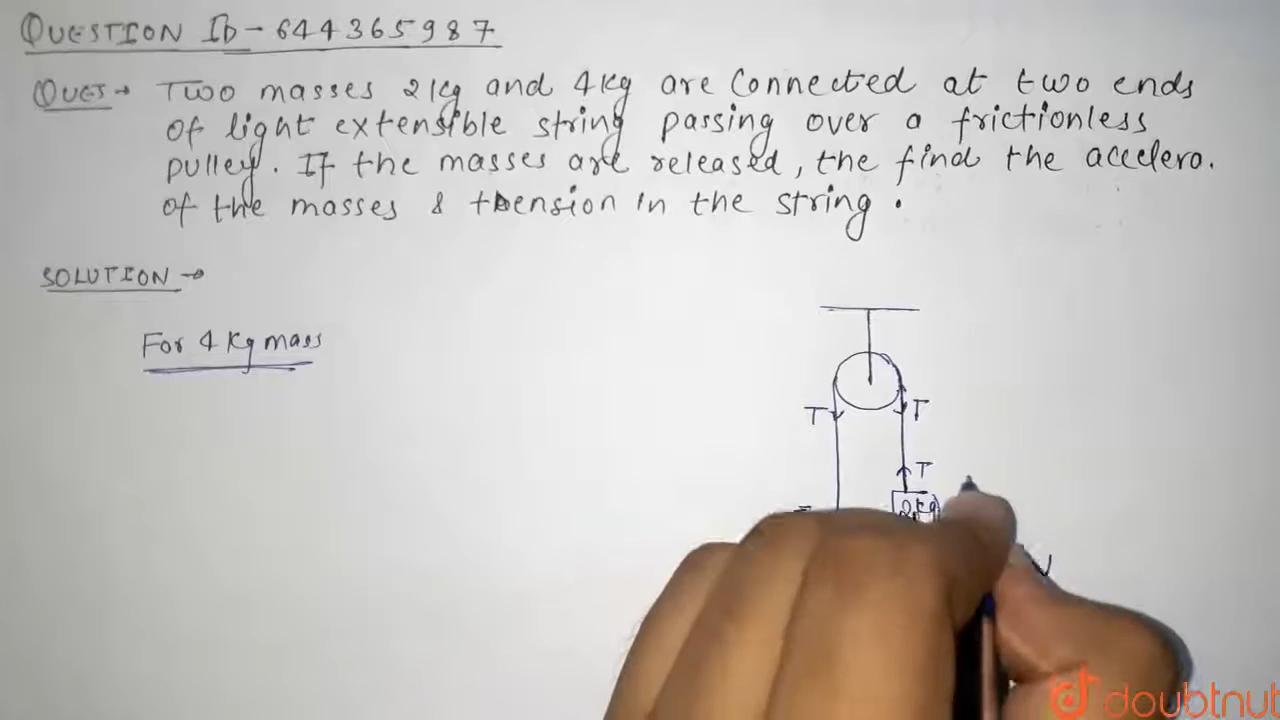 QUESTION ID - 644365987
QUES → Two masses 2kg and 4kg are connected at two ends
of light extensible string passing over a frictionless
pulley. If the masses are released, the find the accelera.
of the masses & tension in the string.
SOLUTION →
For 4 kg mass
T T
T
2kg
doubtnut